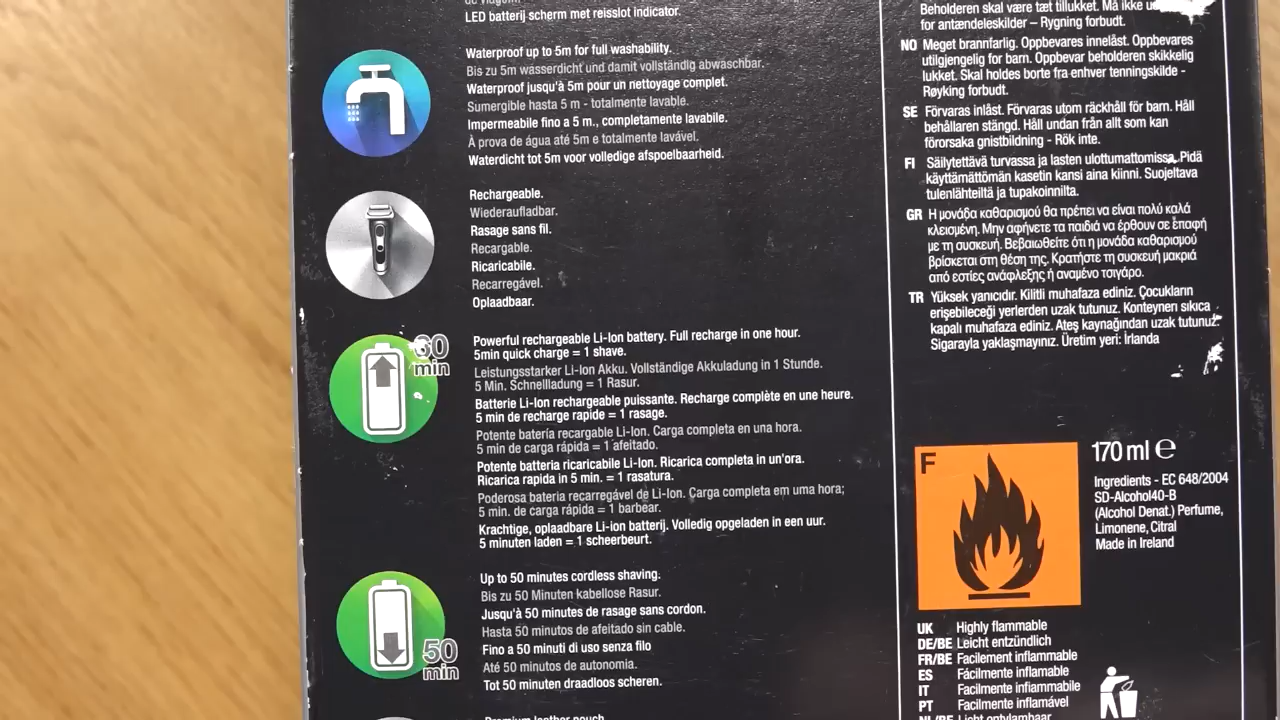 LED batterij scherm met reisslot indicator.
Waterproof up to 5m for full washability.
Bis zu 5m wasserdicht und damit vollständig abwaschbar.
Waterproof jusqu'à 5m pour un nettoyage complet.
Sumergible hasta 5 m - totalmente lavable.
Impermeabile fino a 5 m., completamente lavabile.
À prova de água até 5m e totalmente lavável.
Waterdicht tot 5m voor volledige afspoelbaarheid.
Rechargeable.
Wiederaufladbar.
Rasage sans fil.
Recargable.
Ricaricabile.
Recarregável.
Oplaadbaar.
60
min
Powerful rechargeable Li-Ion battery. Full recharge in one hour.
5min quick charge = 1 shave.
Leistungsstarker Li-Ion Akku. Vollständige Akkuladung in 1 Stunde.
5 Min. Schnellladung = 1 Rasur.
Batterie Li-Ion rechargeable puissante. Recharge complète en une heure.
5 min de recharge rapide = 1 rasage.
Potente batería recargable Li-Ion. Carga completa en una hora.
5 min de carga rápida = 1 afeitado.
Potente batteria ricaricabile Li-Ion. Ricarica completa in un'ora.
Ricarica rapida in 5 min. = 1 rasatura.
Poderosa bateria recarregável de Li-Ion. Carga completa em uma hora;
5 min. de carga rápida = 1 barbear.
Krachtige, oplaadbare Li-Ion batterij. Volledig opgeladen in een uur.
5 minuten laden = 1 scheerbeurt.
50
min
Up to 50 minutes cordless shaving.
Bis zu 50 Minuten kabellose Rasur.
Jusqu'à 50 minutes de rasage sans cordon.
Hasta 50 minutos de afeitado sin cable.
Fino a 50 minuti di uso senza filo
Até 50 minutos de autonomia.
Tot 50 minuten draadloos scheren.
Premium leather pouch
Beholderen skal være tæt tillukket. Må ikke
for antændeleskilder – Rygning forbudt.
NO Meget brannfarlig. Oppbevares innelåst. Oppbevares
utilgjengelig for barn. Oppbevar beholderen skikkelig
lukket. Skal holdes borte fra enhver tenningskilde -
Røyking forbudt.
SE Förvaras inlåst. Förvaras utom räckhåll för barn. Håll
behållaren stängd. Håll undan från allt som kan
förorsaka gnistbildning - Rök inte.
FI Säilytettävä turvassa ja lasten ulottumattomissa. Pidä
käyttämättömän kasetin kansi aina kiinni. Suojeltava
tulenlähteiltä ja tupakoinnilta.
GR Η μονάδα καθαρισμού θα πρέπει να είναι πολύ καλά
κλεισμένη. Μην αφήνετε τα παιδιά να έρθουν σε επαφή
με τη συσκευή. Βεβαιωθείτε ότι η μονάδα καθαρισμού
βρίσκεται στη θέση της. Κρατήστε τη συσκευή μακριά
από εστίες ανάφλεξης ή αναμένο τσιγάρο.
TR Yüksek yanıcıdır. Kilitli muhafaza ediniz. Çocukların
erişebileceği yerlerden uzak tutunuz. Konteynerı sıkıca
kapalı muhafaza ediniz. Ateş kaynağından uzak tutunuz.
Sigarayla yaklaşmayınız. Üretim yeri: İrlanda
F
170 ml ℮
Ingredients - EC 648/2004
SD-Alcohol40-B
(Alcohol Denat.) Perfume,
Limonene, Citral
Made in Ireland
UK Highly flammable
DE/BE Leicht entzündlich
FR/BE Facilement inflammable
ES Fácilmente inflamable
IT Facilmente infiammabile
PT Facilmente inflamável
NL/BE Licht ontvlambaar